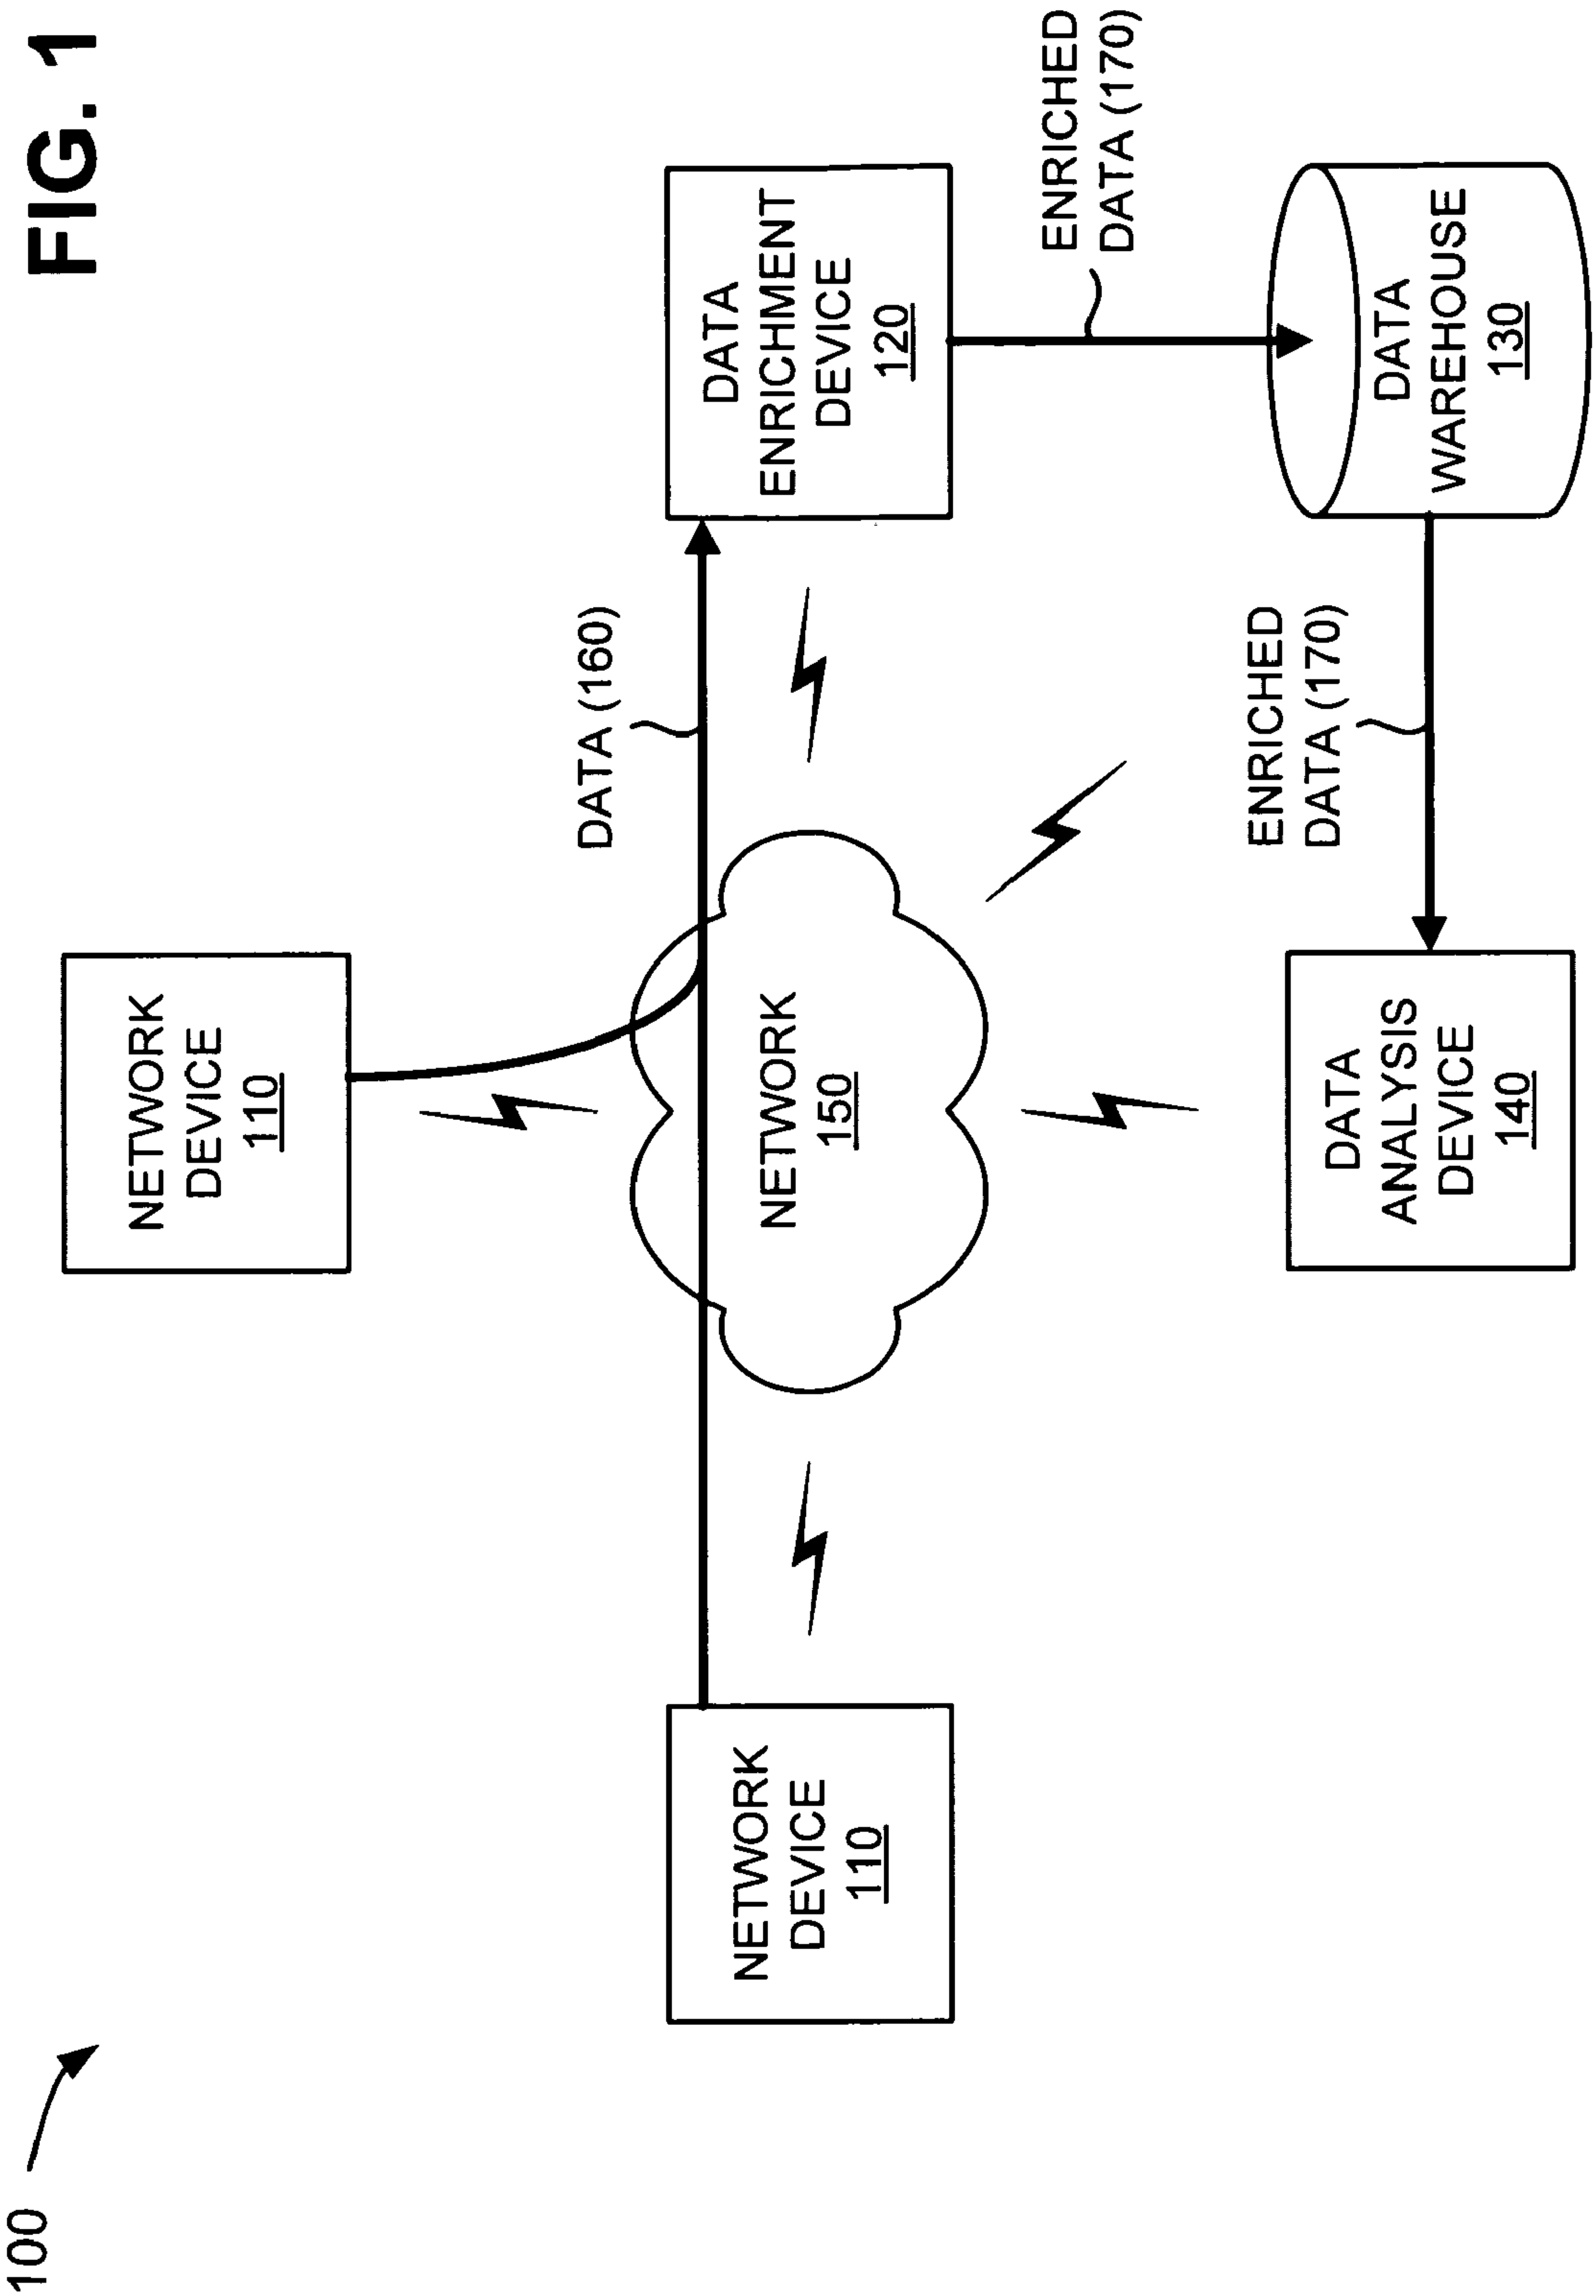 FIG. 1
100
NETWORK
DEVICE
110
DATA (160)
DATA
ENRICHMENT
DEVICE
120
NETWORK
DEVICE
110
NETWORK
150
ENRICHED
DATA (170)
ENRICHED
DATA (170)
DATA
ANALYSIS
DEVICE
140
DATA
WAREHOUSE
130